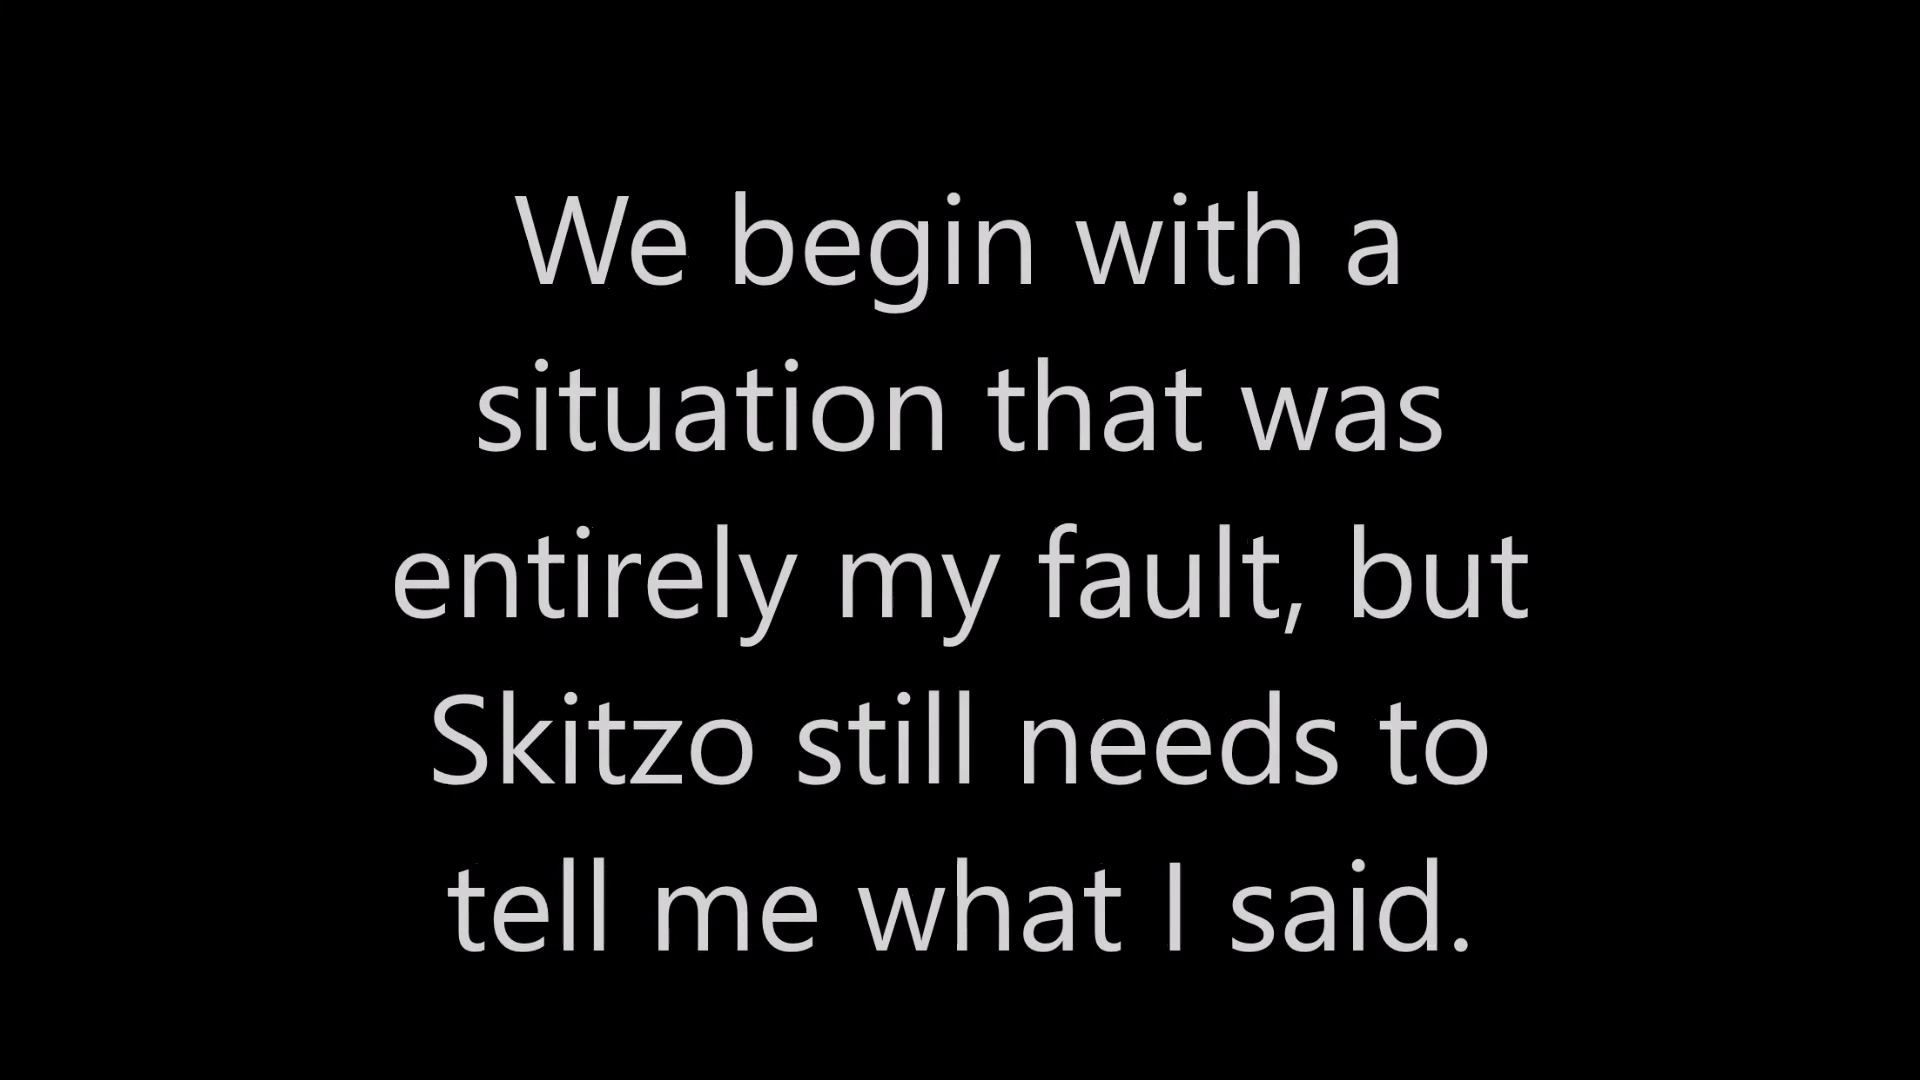 We begin with a
situation that was
entirely my fault, but
Skitzo still needs to
tell me what I said.